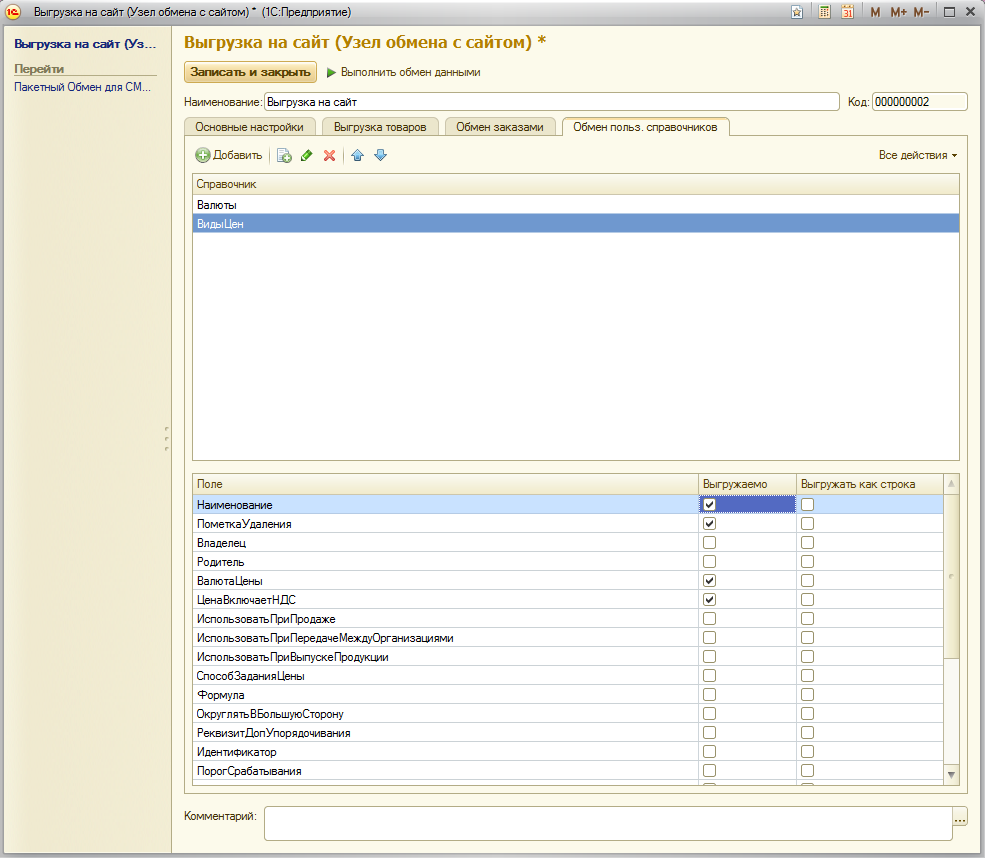 Выгрузка на сайт (Узел обмена с сайтом) * (1С:Предприятие)
31 M M+ M-
Выгрузка на сайт (Уз...
Перейти
Пакетный Обмен для СМ...
Выгрузка на сайт (Узел обмена с сайтом) *
Записать и закрыть Выполнить обмен данными
Наименование: Выгрузка на сайт Код: 000000002
Основные настройки Выгрузка товаров Обмен заказами Обмен польз. справочников
Добавить Все действия
Справочник
Валюты
ВидыЦен
Поле Выгружаемо Выгружать как строка
Наименование
ПометкаУдаления
Владелец
Родитель
ВалютаЦены
ЦенаВключаетНДС
ИспользоватьПриПродаже
ИспользоватьПриПередачеМеждуОрганизациями
ИспользоватьПриВыпускеПродукции
СпособЗаданияЦены
Формула
ОкруглятьВБольшуюСторону
РеквизитДопУпорядочивания
Идентификатор
ПорогСрабатывания
Комментарий: ...